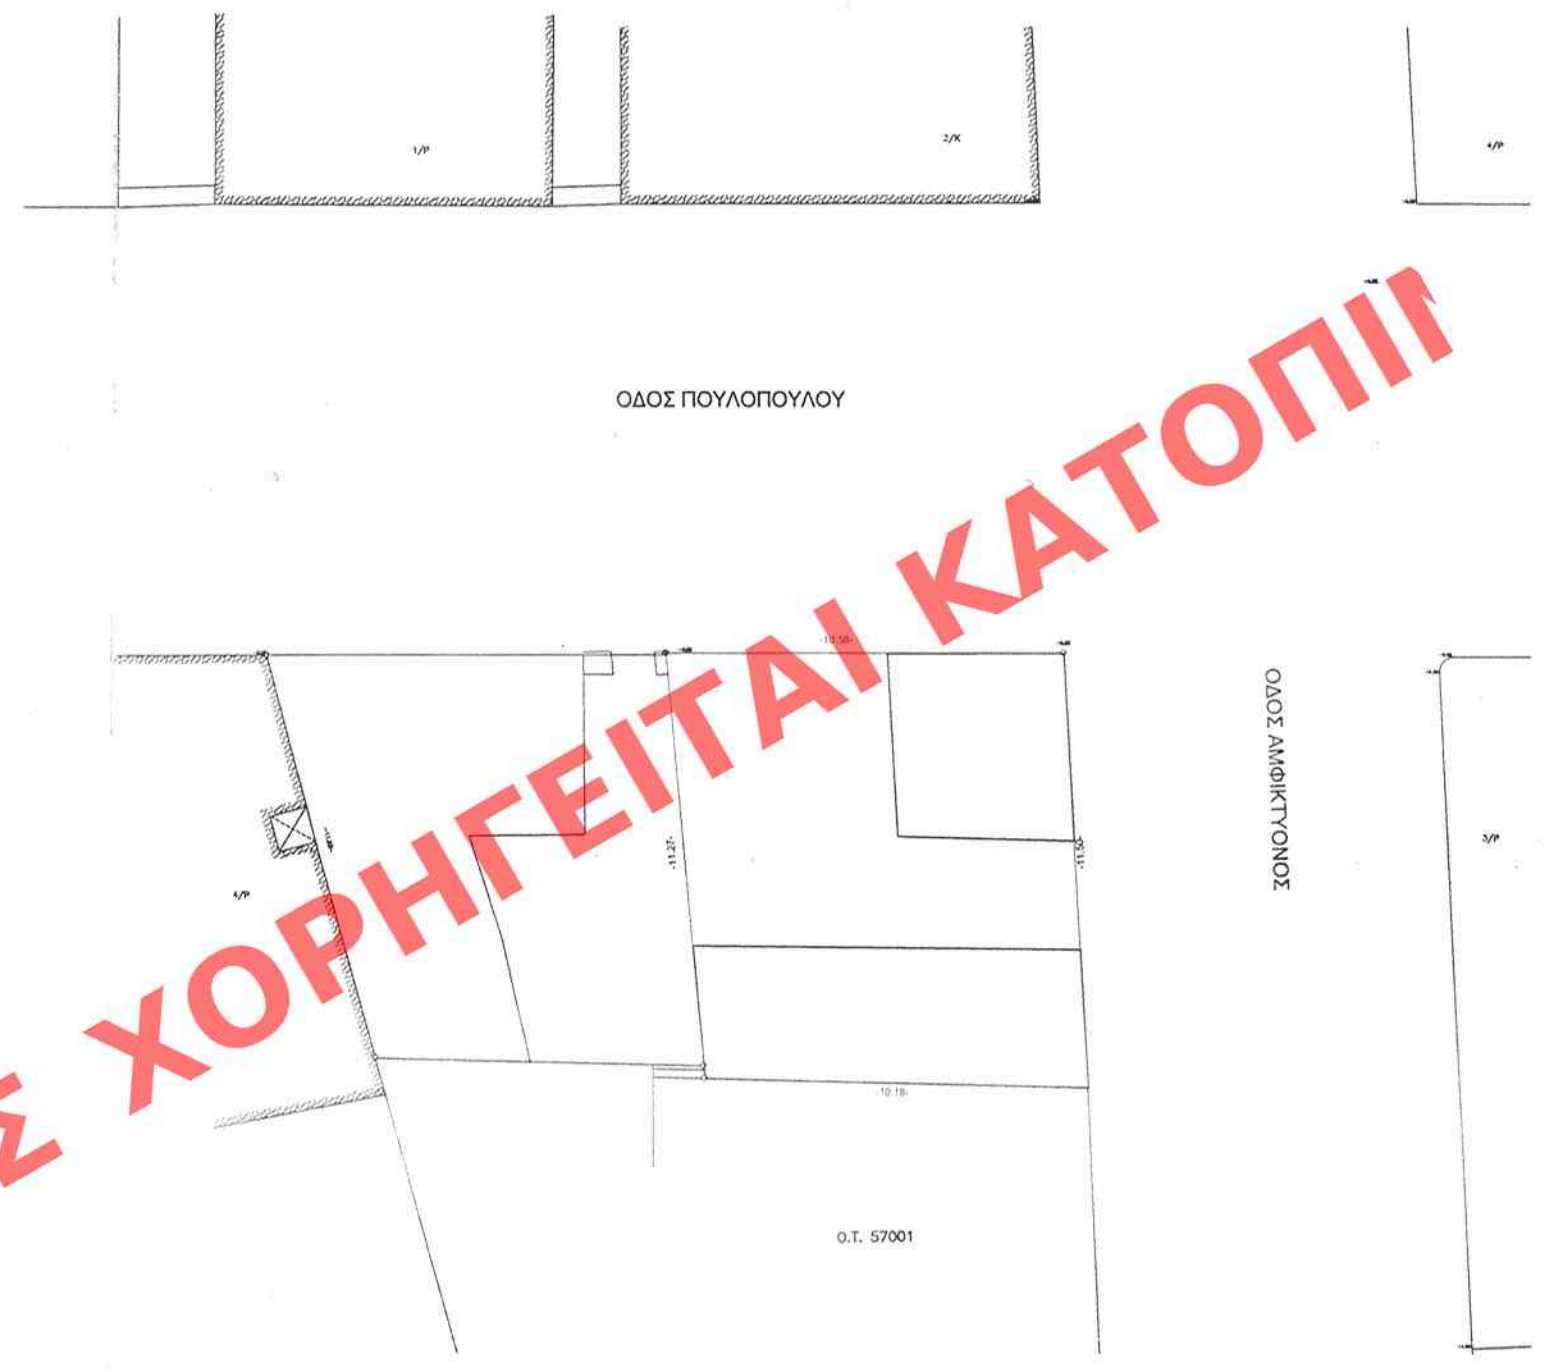 1/Ρ
2/Κ
4/Ρ
ΟΔΟΣ ΠΟΥΛΟΠΟΥΛΟΥ
-10.58-
ΟΔΟΣ ΑΜΦΙΚΤΥΟΝΟΣ
-11.27-
-11.50-
3/Ρ
4/Ρ
-10.18-
Ο.Τ. 57001
Σ ΧΟΡΗΓΕΙΤΑΙ ΚΑΤΟΠΙΝ